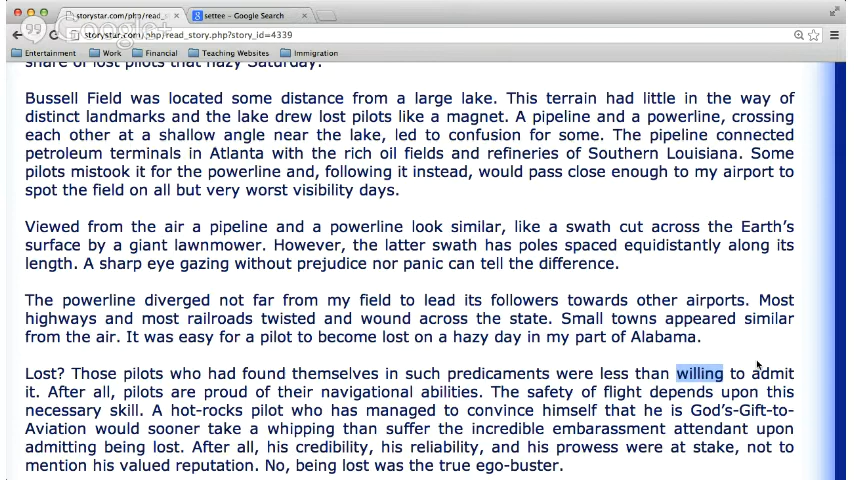 storystar.com/php/read_s
settee - Google Search
Google+
storystar.com/php/read_story.php?story_id=4339
Entertainment Work Financial Teaching Websites Immigration
share of lost pilots that hazy Saturday.
Bussell Field was located some distance from a large lake. This terrain had little in the way of
distinct landmarks and the lake drew lost pilots like a magnet. A pipeline and a powerline, crossing
each other at a shallow angle near the lake, led to confusion for some. The pipeline connected
petroleum terminals in Atlanta with the rich oil fields and refineries of Southern Louisiana. Some
pilots mistook it for the powerline and, following it instead, would pass close enough to my airport to
spot the field on all but very worst visibility days.
Viewed from the air a pipeline and a powerline look similar, like a swath cut across the Earth's
surface by a giant lawnmower. However, the latter swath has poles spaced equidistantly along its
length. A sharp eye gazing without prejudice nor panic can tell the difference.
The powerline diverged not far from my field to lead its followers towards other airports. Most
highways and most railroads twisted and wound across the state. Small towns appeared similar
from the air. It was easy for a pilot to become lost on a hazy day in my part of Alabama.
Lost? Those pilots who had found themselves in such predicaments were less than willing to admit
it. After all, pilots are proud of their navigational abilities. The safety of flight depends upon this
necessary skill. A hot-rocks pilot who has managed to convince himself that he is God's-Gift-to-
Aviation would sooner take a whipping than suffer the incredible embarassment attendant upon
admitting being lost. After all, his credibility, his reliability, and his prowess were at stake, not to
mention his valued reputation. No, being lost was the true ego-buster.